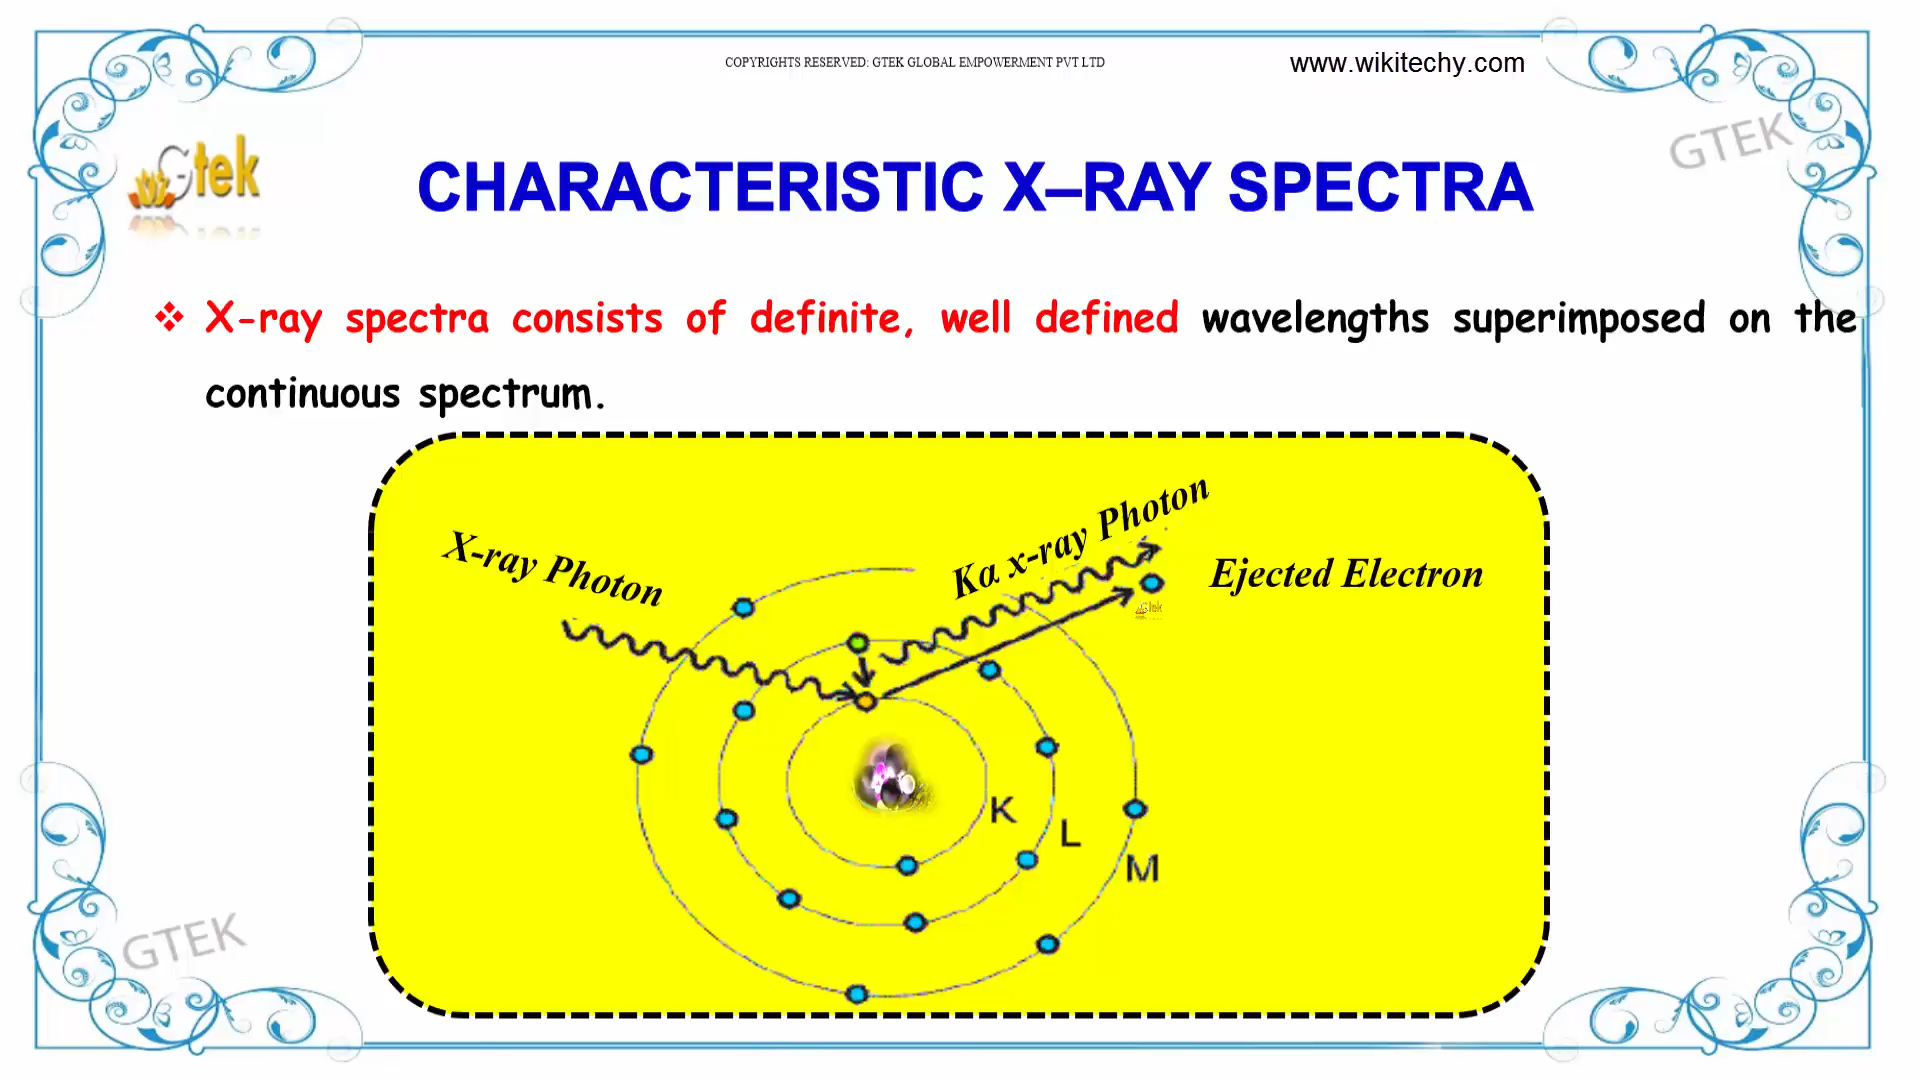 COPYRIGHTS RESERVED: GTEK GLOBAL EMPOWERMENT PVT LTD
www.wikitechy.com
Gtek
GTEK
CHARACTERISTIC X–RAY SPECTRA
❖ X-ray spectra consists of definite, well defined wavelengths superimposed on the
continuous spectrum.
X-ray Photon
Kα x-ray Photon
Ejected Electron
Gtek
K
L
M
GTEK